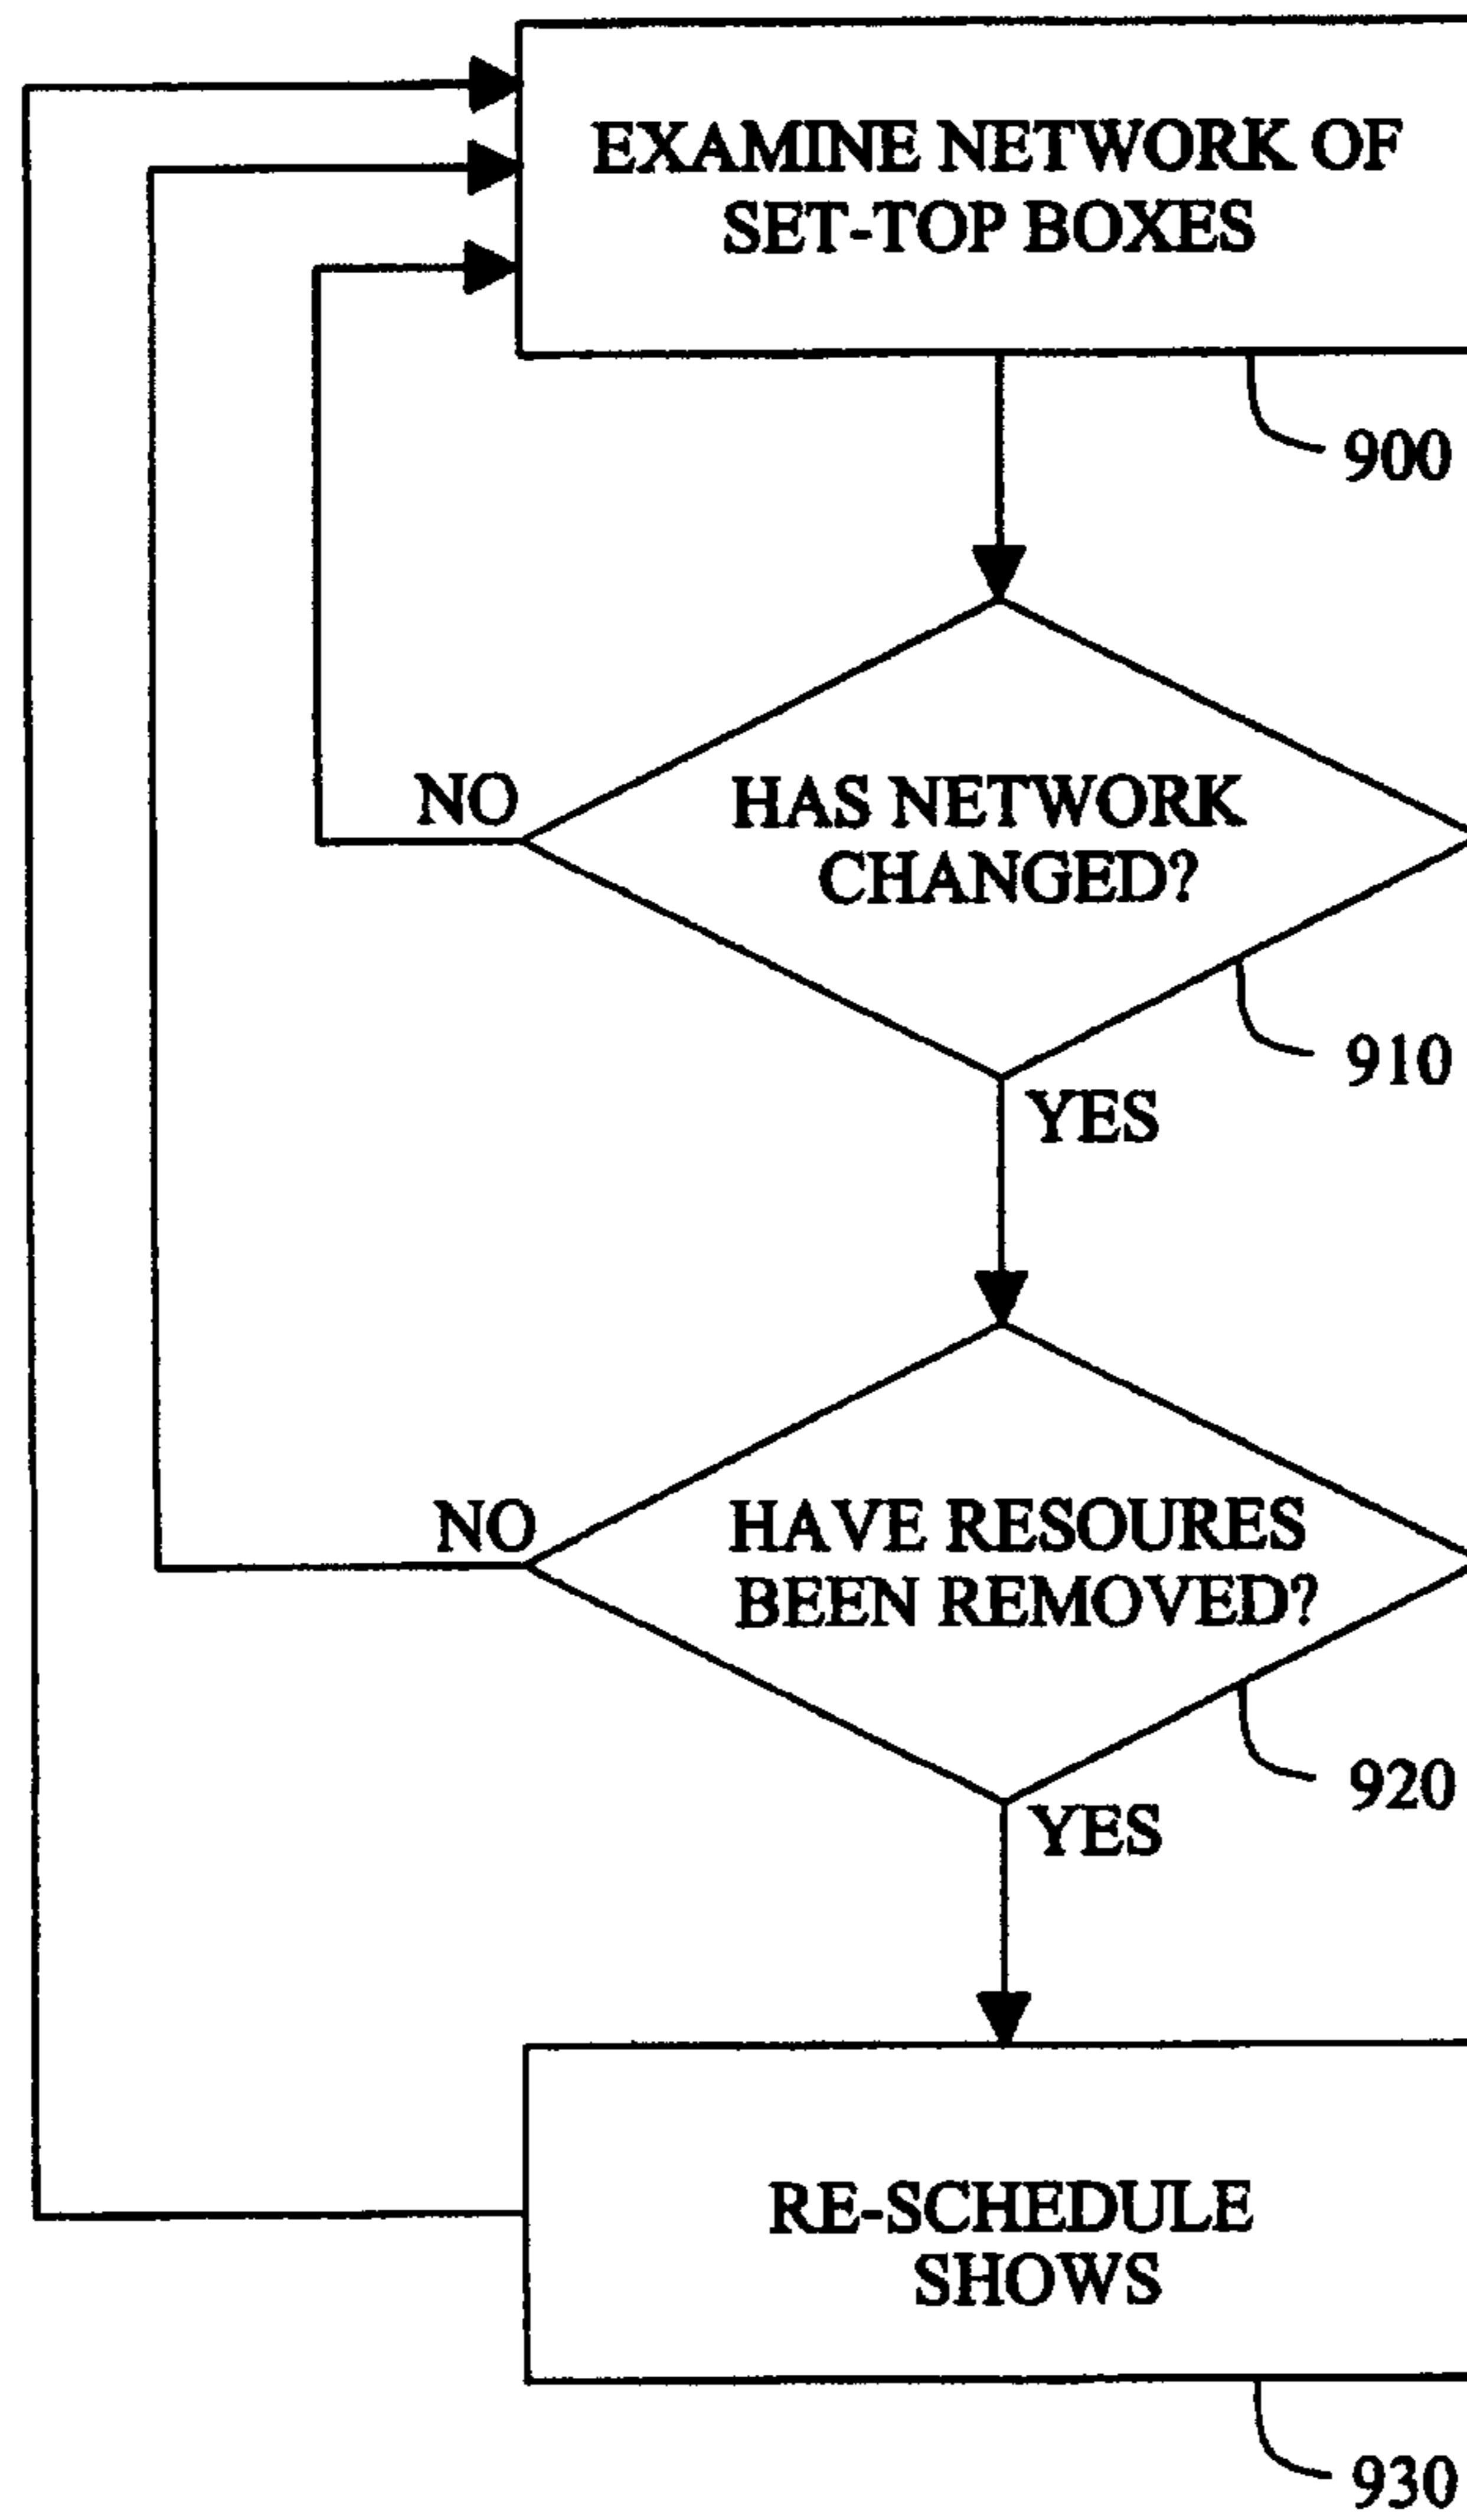 EXAMINE NETWORK OF
SET-TOP BOXES
900
NO
HAS NETWORK
CHANGED?
910
YES
NO
HAVE RESOURES
BEEN REMOVED?
920
YES
RE-SCHEDULE
SHOWS
930